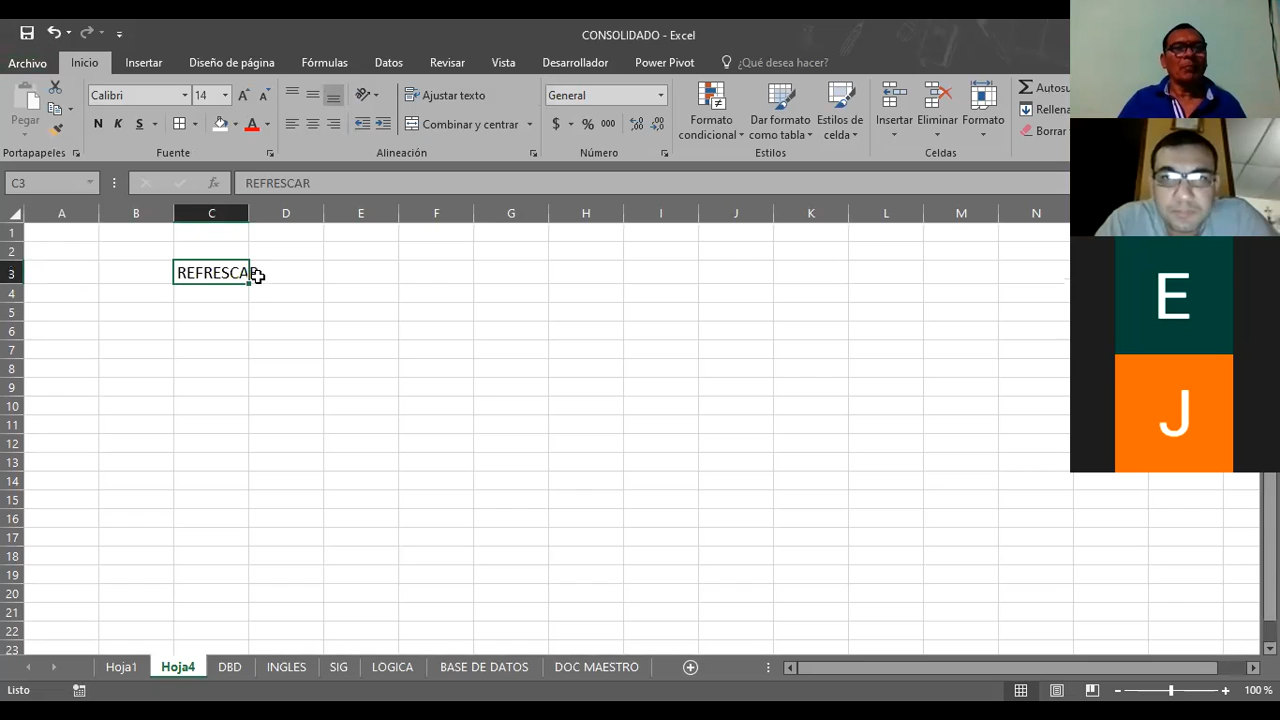 CONSOLIDADO - Excel
Archivo Inicio Insertar Diseño de página Fórmulas Datos Revisar Vista Desarrollador Power Pivot ¿Qué desea hacer?
Pegar
Calibri 14
N K S
Ajustar texto
Combinar y centrar
General
$ % 000
Formato condicional
Dar formato como tabla
Estilos de celda
Insertar Eliminar Formato
Autosu
Rellena
Borrar
Portapapeles Fuente Alineación Número Estilos Celdas
C3 fx REFRESCAR
A B C D E F G H I J K L M N
1
2
3 REFRESCAR
4
5
6
7
8
9
10
11
12
13
14
15
16
17
18
19
20
21
22
23
E
J
Hoja1 Hoja4 DBD INGLES SIG LOGICA BASE DE DATOS DOC MAESTRO
Listo 100 %